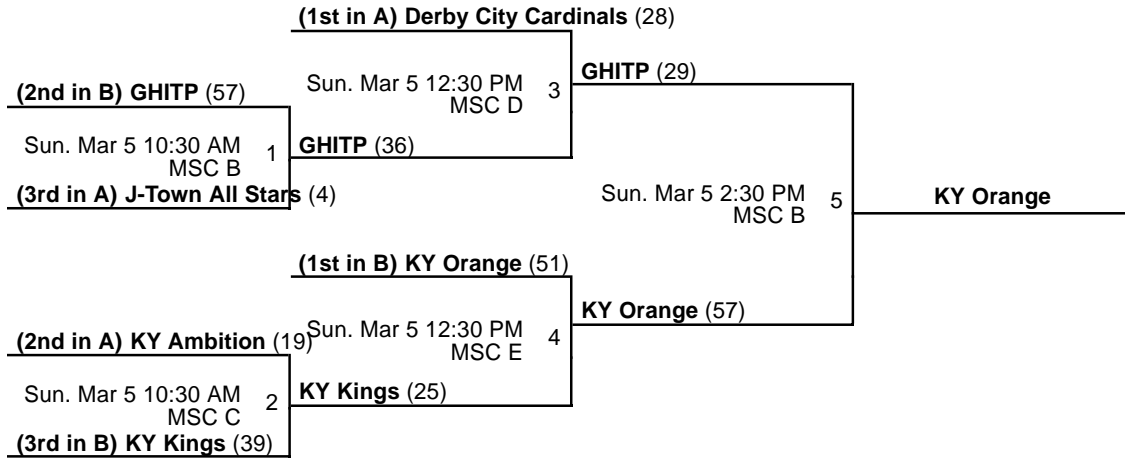 (1st in A) Derby City Cardinals (28)
Sun. Mar 5 12:30 PM
MSC D
3
GHITP (29)
(2nd in B) GHITP (57)
Sun. Mar 5 10:30 AM
MSC B
1
GHITP (36)
(3rd in A) J-Town All Stars (4)
Sun. Mar 5 2:30 PM
MSC B
5
KY Orange
(1st in B) KY Orange (51)
Sun. Mar 5 12:30 PM
MSC E
4
KY Orange (57)
(2nd in A) KY Ambition (19)
Sun. Mar 5 10:30 AM
MSC C
2
KY Kings (25)
(3rd in B) KY Kings (39)